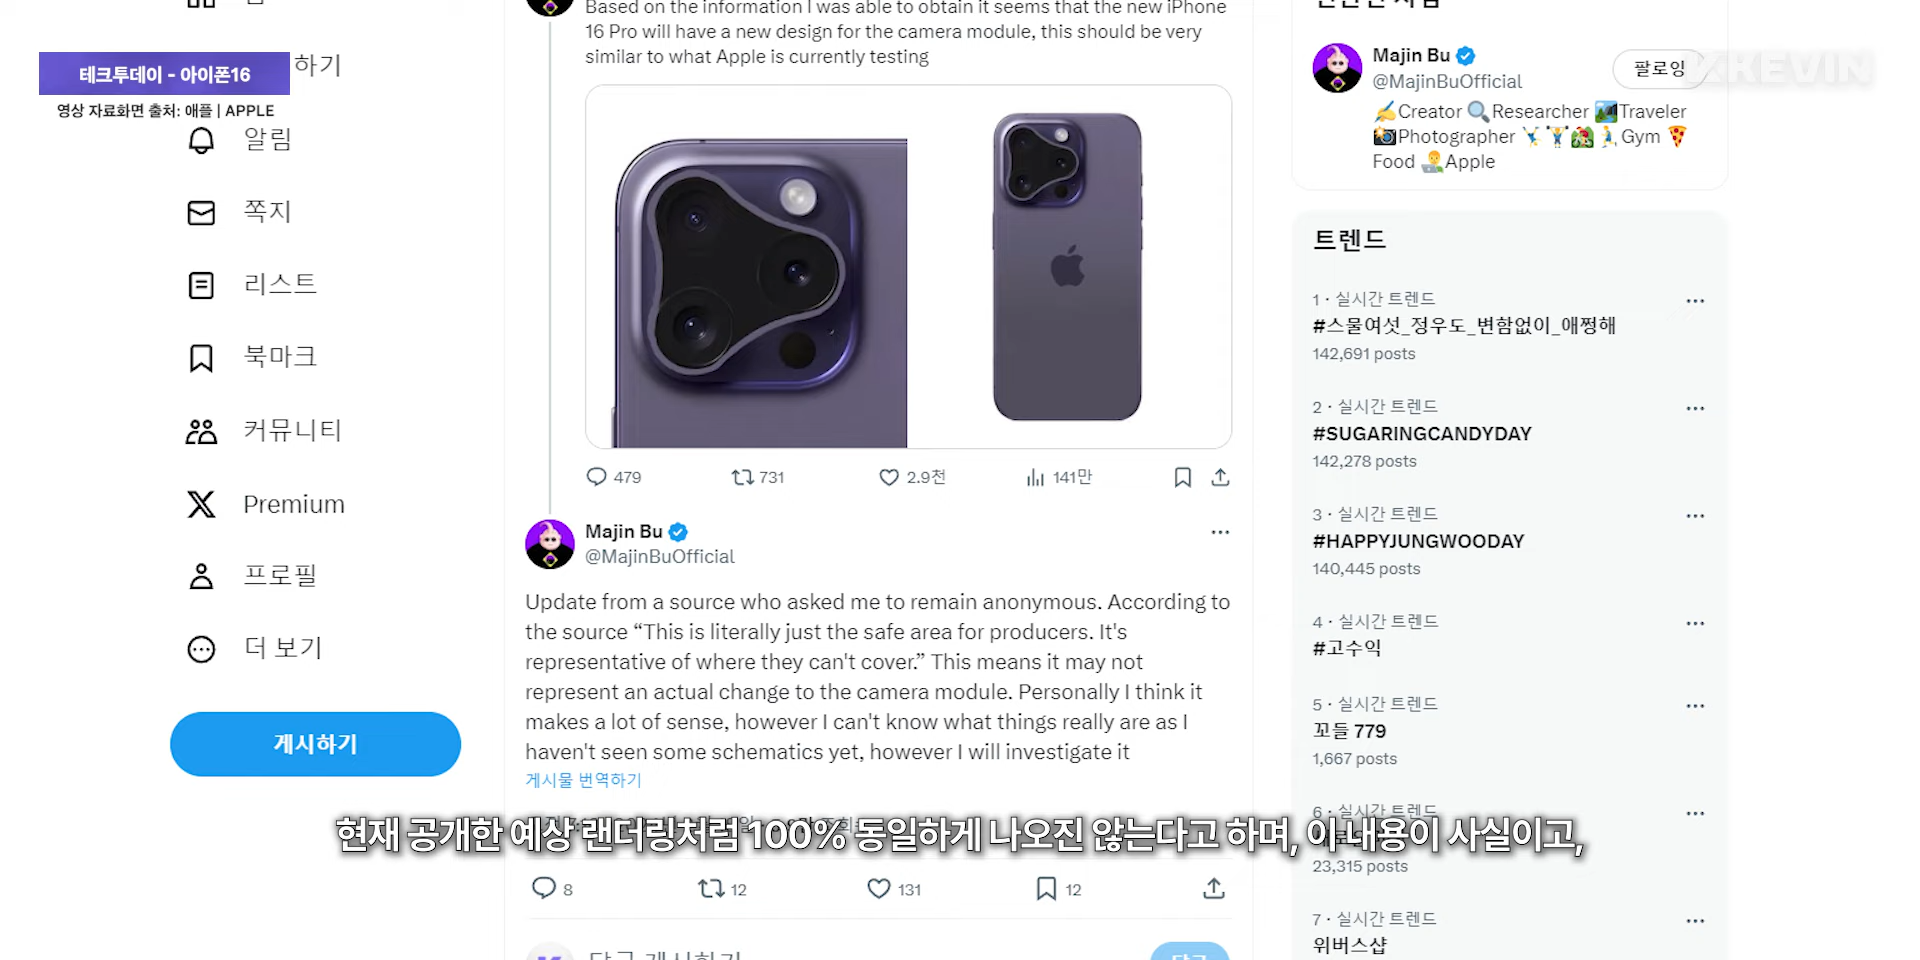 테크투데이 - 아이폰16
영상 자료화면 출처: 애플 | APPLE
하기
알림
쪽지
리스트
북마크
커뮤니티
Premium
프로필
더 보기
게시하기
Based on the information I was able to obtain it seems that the new iPhone
16 Pro will have a new design for the camera module, this should be very
similar to what Apple is currently testing
479
731
2.9천
141만
Majin Bu
@MajinBuOfficial
Update from a source who asked me to remain anonymous. According to
the source “This is literally just the safe area for producers. It's
representative of where they can't cover.” This means it may not
represent an actual change to the camera module. Personally I think it
makes a lot of sense, however I can't know what things really are as I
haven't seen some schematics yet, however I will investigate it
게시물 번역하기
현재 공개한 예상 랜더링처럼 100% 동일하게 나오진 않는다고 하며, 이 내용이 사실이고,
8
12
131
12
KEVIN
Majin Bu
@MajinBuOfficial
팔로잉
✍️Creator 🔍Researcher 🏞️Traveler
📸Photographer 🤸🏋️🏡🏃Gym 🍕
Food 👨‍💻Apple
트렌드
1 · 실시간 트렌드
#스물여섯_정우도_변함없이_애쩡해
142,691 posts
2 · 실시간 트렌드
#SUGARINGCANDYDAY
142,278 posts
3 · 실시간 트렌드
#HAPPYJUNGWOODAY
140,445 posts
4 · 실시간 트렌드
#고수익
5 · 실시간 트렌드
꼬들 779
1,667 posts
6 · 실시간 트렌드
23,315 posts
7 · 실시간 트렌드
위버스샵